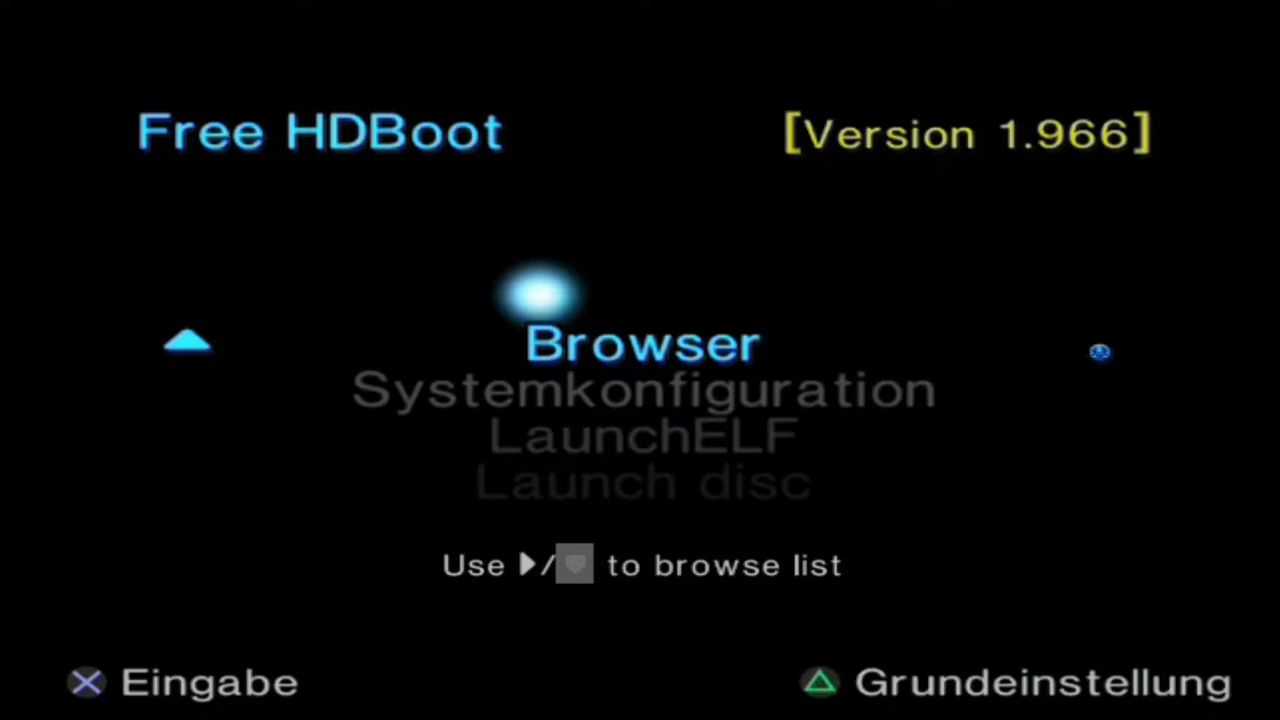 Free HDBoot
[Version 1.966]
Browser
Systemkonfiguration
LaunchELF
Launch disc
Use / to browse list
Eingabe
Grundeinstellung